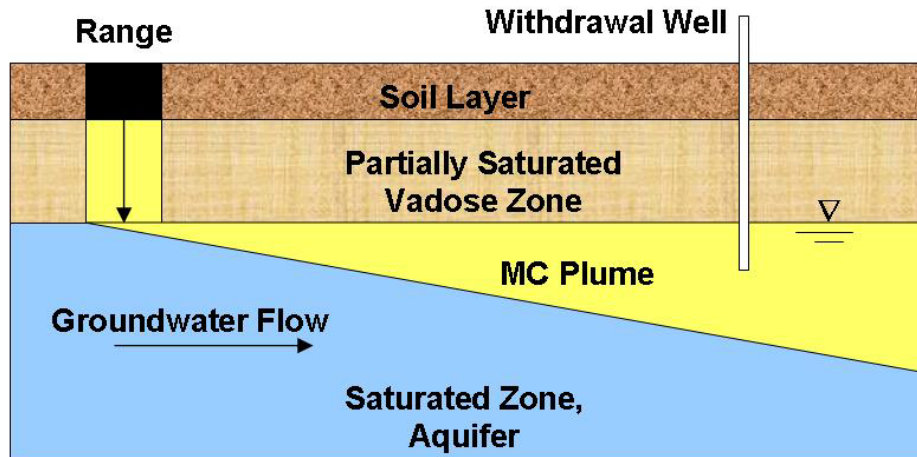 Range
Withdrawal Well
Soil Layer
Partially Saturated
Vadose Zone
MC Plume
Groundwater Flow
Saturated Zone,
Aquifer